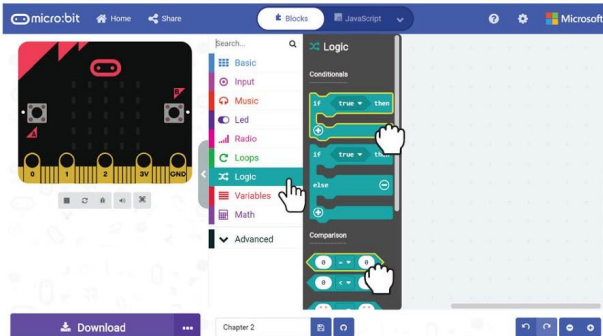 micro:bit Home Share Blocks JavaScript Microsoft
Search...
Basic
Input
Music
Led
Radio
Loops
Logic
Variables
Math
Advanced
Logic
Conditionals
if true then
if true then
else
Comparison
0 = 0
0 < 0
A
B
0 1 2 3V GND
Download
Chapter 2